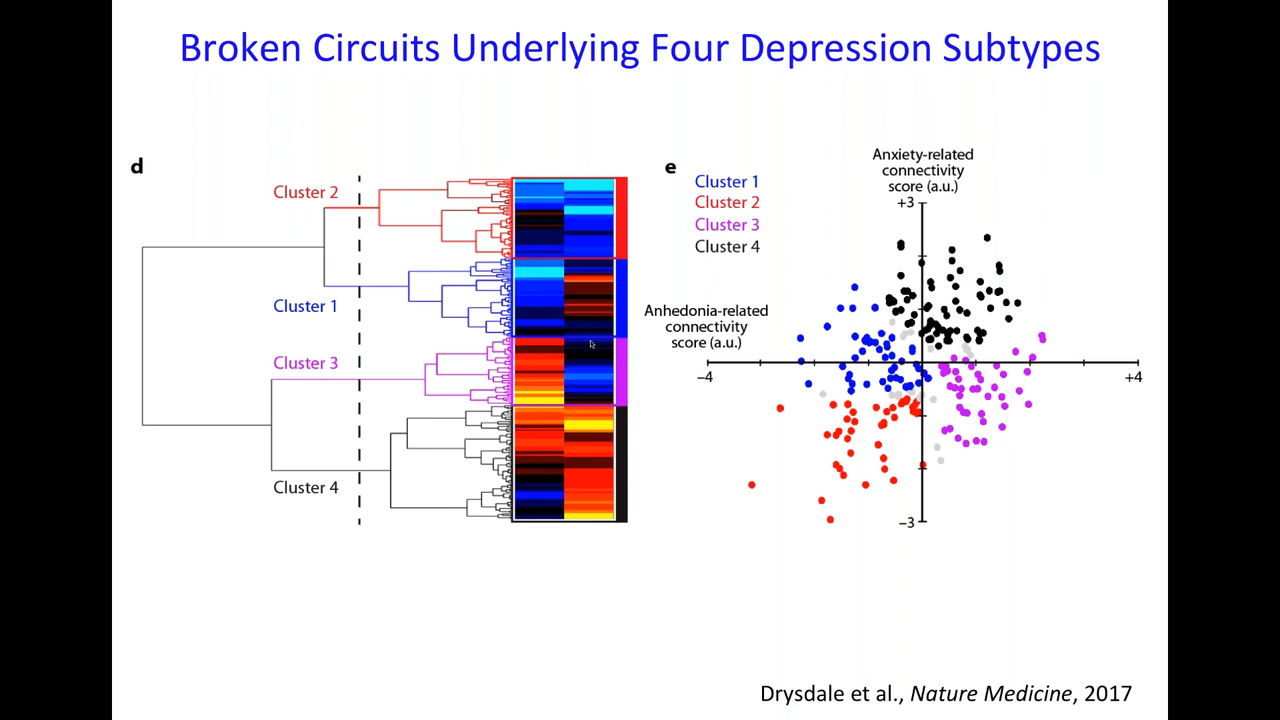 Broken Circuits Underlying Four Depression Subtypes
d
Cluster 2
Cluster 1
Cluster 3
Cluster 4
e
Cluster 1
Cluster 2
Cluster 3
Cluster 4
Anxiety-related
connectivity
score (a.u.)
+3
Anhedonia-related
connectivity
score (a.u.)
−4
+4
−3
Drysdale et al., Nature Medicine, 2017